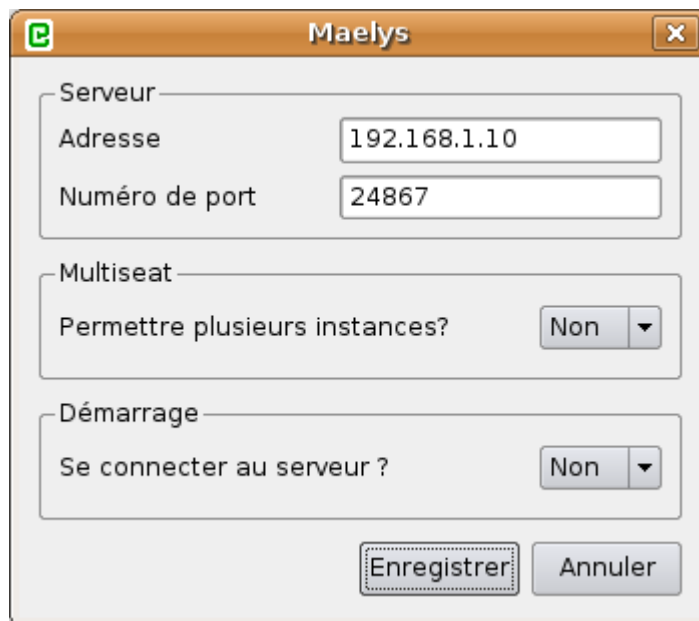 Maelys
Serveur
Adresse 192.168.1.10
Numéro de port 24867
Multiseat
Permettre plusieurs instances? Non
Démarrage
Se connecter au serveur ? Non
Enregistrer Annuler